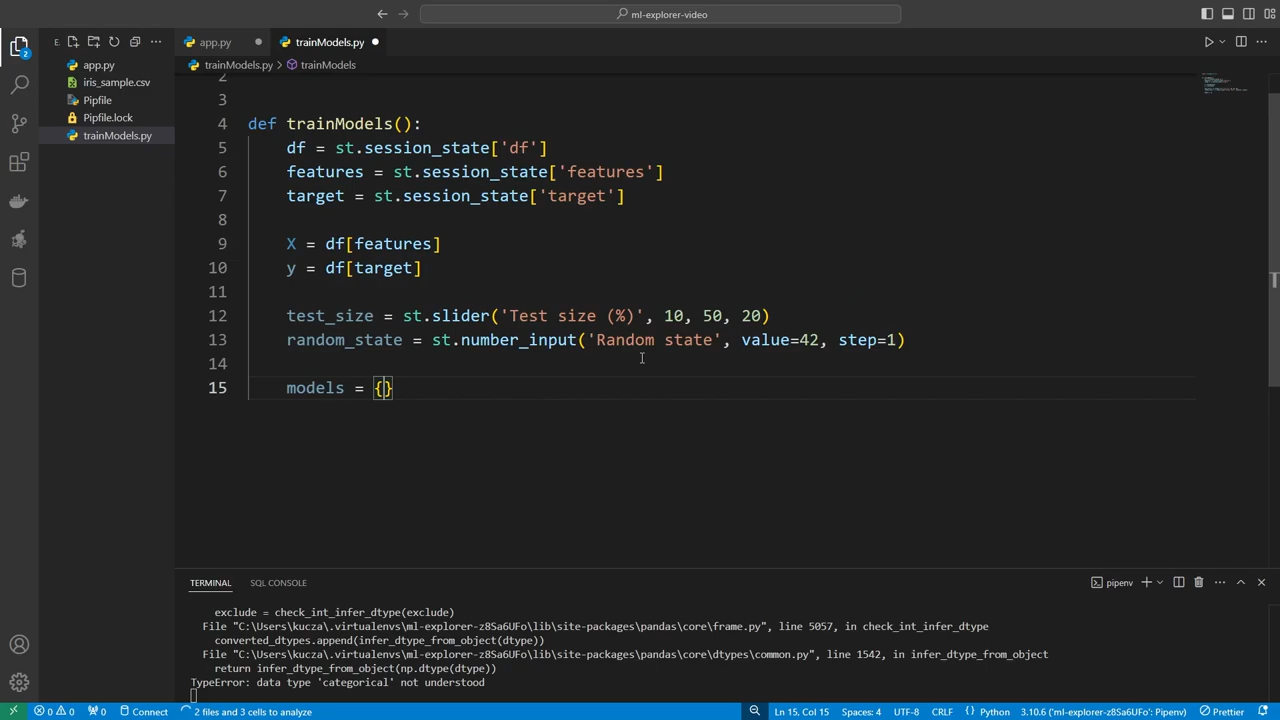 ml-explorer-video
app.py
trainModels.py
E.
app.py
iris_sample.csv
Pipfile
Pipfile.lock
trainModels.py
2
trainModels.py
trainModels
2
3
4 def trainModels():
5 df = st.session_state['df']
6 features = st.session_state['features']
7 target = st.session_state['target']
8
9 X = df[features]
10 y = df[target]
11
12 test_size = st.slider('Test size (%)', 10, 50, 20)
13 random_state = st.number_input('Random state', value=42, step=1)
14
15 models = {}
TERMINAL SQL CONSOLE pipenv
exclude = check_int_infer_dtype(exclude)
File "C:\Users\kucza\.virtualenvs\ml-explorer-z8Sa6UFo\lib\site-packages\pandas\core\frame.py", line 5057, in check_int_infer_dtype
converted_dtypes.append(infer_dtype_from_object(dtype))
File "C:\Users\kucza\.virtualenvs\ml-explorer-z8Sa6UFo\lib\site-packages\pandas\core\dtypes\common.py", line 1542, in infer_dtype_from_object
return infer_dtype_from_object(np.dtype(dtype))
TypeError: data type 'categorical' not understood
0 0 0 Connect 2 files and 3 cells to analyze Ln 15, Col 15 Spaces: 4 UTF-8 CRLF Python 3.10.6 ('ml-explorer-z8Sa6UFo': Pipenv) Prettier